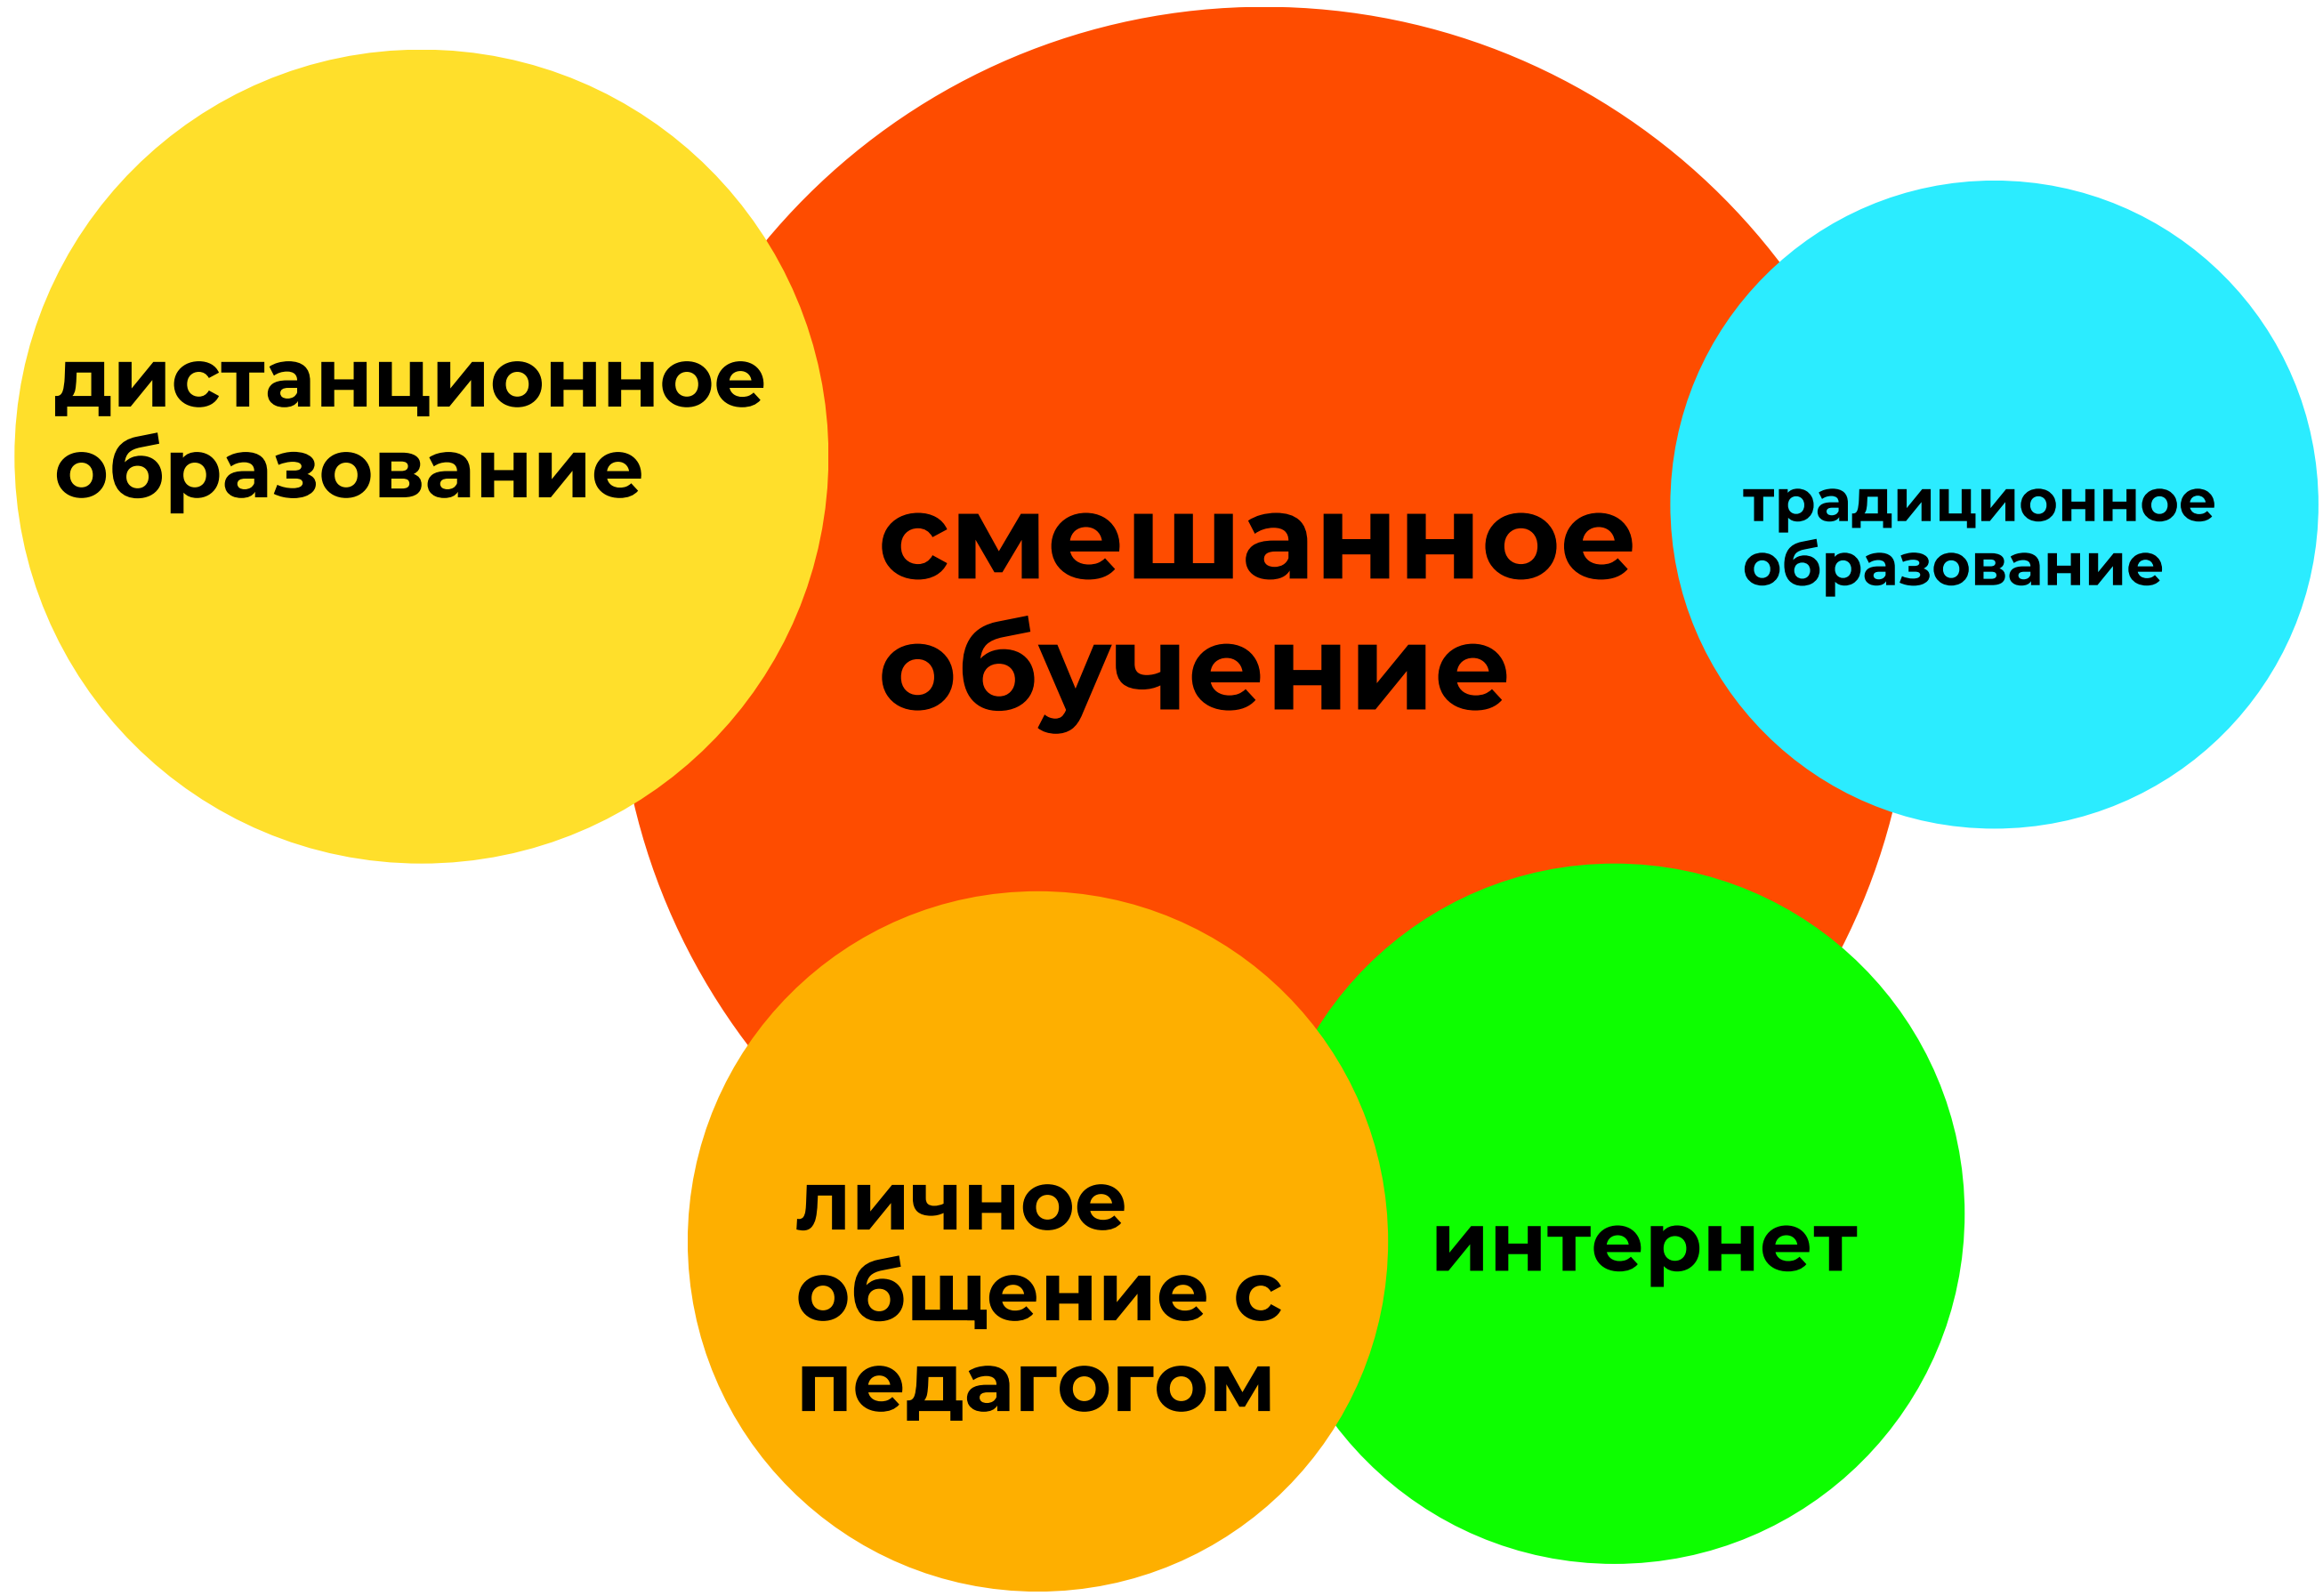 дистанционное
образование
смешанное
обучение
традиционное
образование
личное
общение с
педагогом
интернет